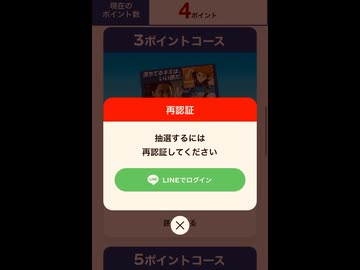 現在の
ポイント数
4ポイント
3ポイントコース
再認証
抽選するには
再認証してください
LINE
LINEでログイン
る
5ポイントコース